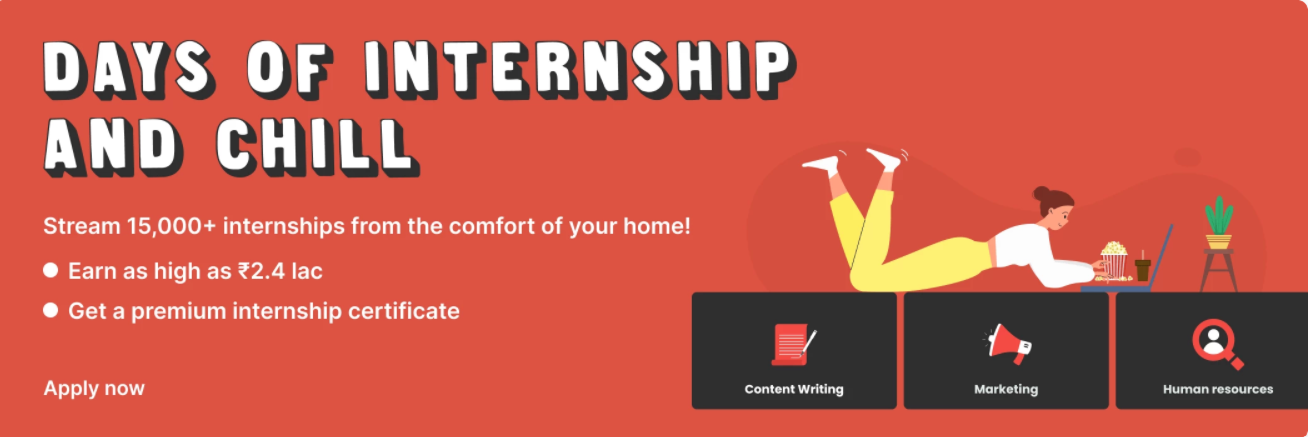 DAYS OF INTERNSHIP
AND CHILL
Stream 15,000+ internships from the comfort of your home!
Earn as high as ₹2.4 lac
Get a premium internship certificate
Apply now
Content Writing
Marketing
Human resources